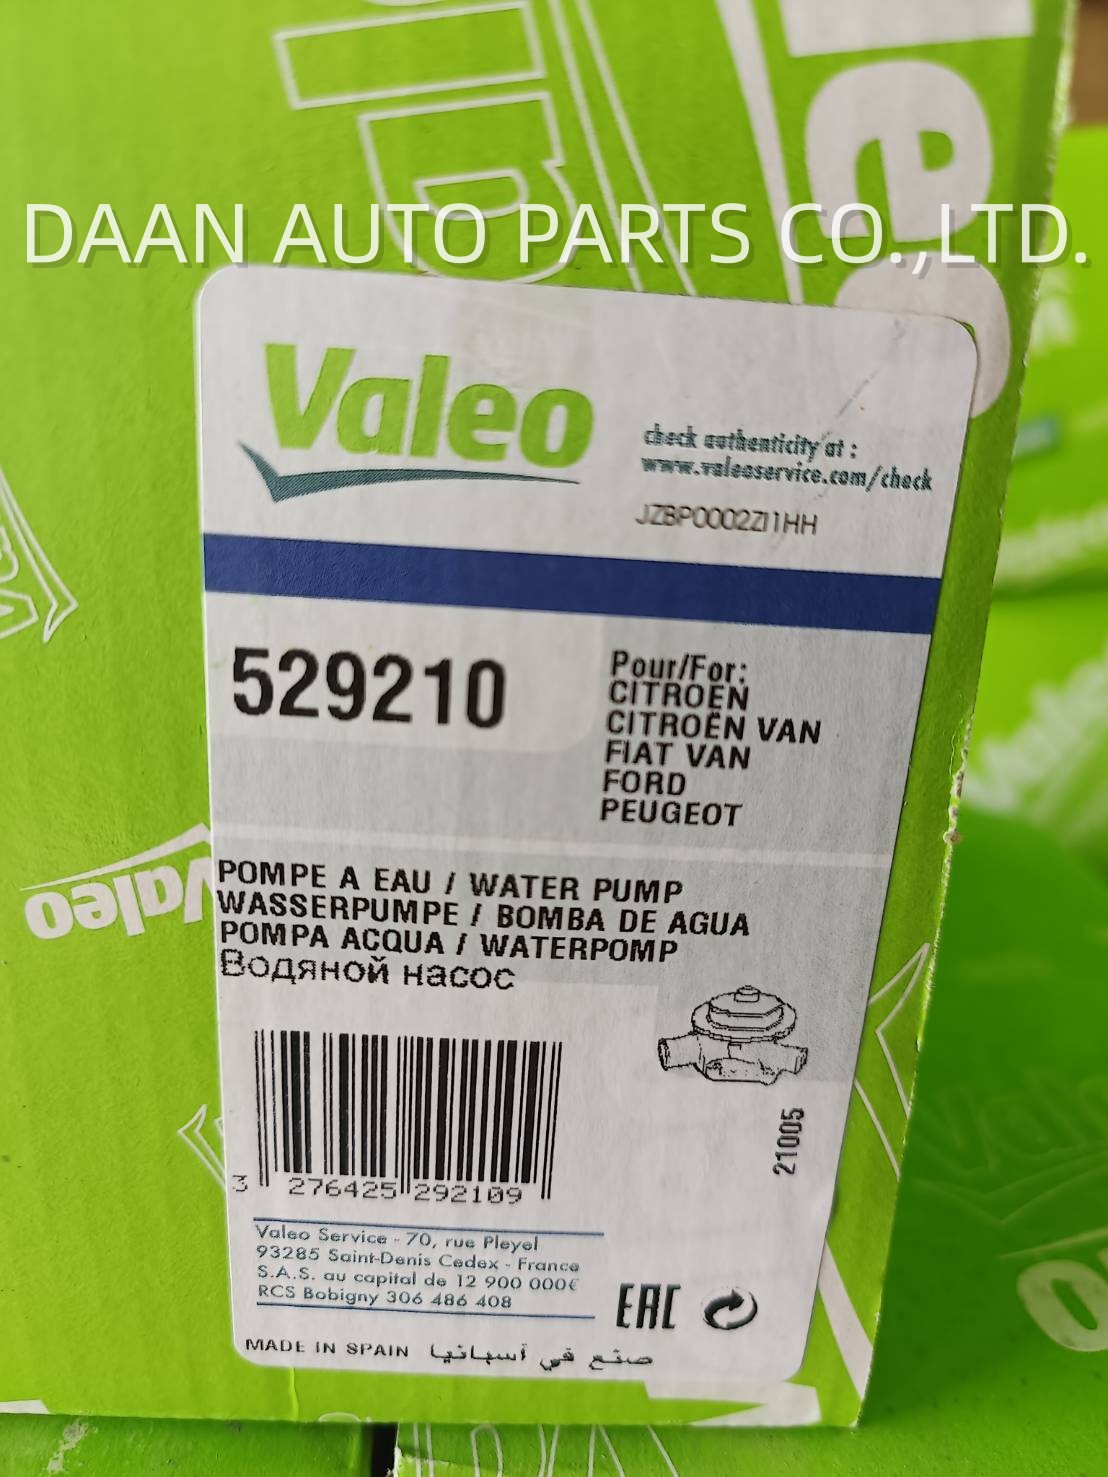 DAAN AUTO PARTS CO.,LTD.
Valeo
check authenticity at :
www.valeoservice.com/check
JZBP0002ZI1HH
529210
Pour/For:
CITROEN
CITROËN VAN
FIAT VAN
FORD
PEUGEOT
POMPE A EAU / WATER PUMP
WASSERPUMPE / BOMBA DE AGUA
POMPA ACQUA / WATERPOMP
Водяной насос
21005
3 276425 292109
Valeo Service - 70, rue Pleyel
93285 Saint-Denis Cedex - France
S.A.S. au capital de 12 900 000€
RCS Bobigny 306 486 408
EAC
MADE IN SPAIN صنع في أسبانيا
Valeo